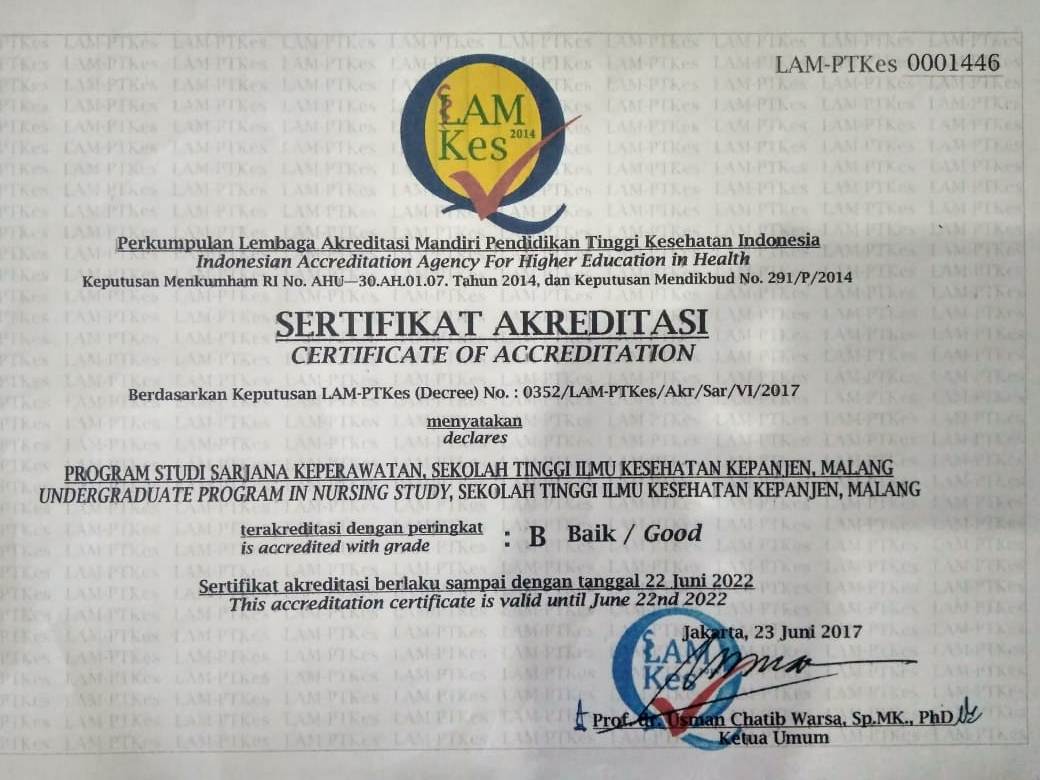 LAM-PTKes 0001446
LAM
2014
Kes
Perkumpulan Lembaga Akreditasi Mandiri Pendidikan Tinggi Kesehatan Indonesia
Indonesian Accreditation Agency For Higher Education in Health
Keputusan Menkumham RI No. AHU—30.AH.01.07. Tahun 2014, dan Keputusan Mendikbud No. 291/P/2014
SERTIFIKAT AKREDITASI
CERTIFICATE OF ACCREDITATION
Berdasarkan Keputusan LAM-PTKes (Decree) No. : 0352/LAM-PTKes/Akr/Sar/VI/2017
menyatakan
declares
PROGRAM STUDI SARJANA KEPERAWATAN, SEKOLAH TINGGI ILMU KESEHATAN KEPANJEN, MALANG
UNDERGRADUATE PROGRAM IN NURSING STUDY, SEKOLAH TINGGI ILMU KESEHATAN KEPANJEN, MALANG
terakreditasi dengan peringkat : B Baik / Good
is accredited with grade
Sertifikat akreditasi berlaku sampai dengan tanggal 22 Juni 2022
This accreditation certificate is valid until June 22nd 2022
Jakarta, 23 Juni 2017
LAM
Kes
Prof. dr. Usman Chatib Warsa, Sp.MK., PhD
Ketua Umum